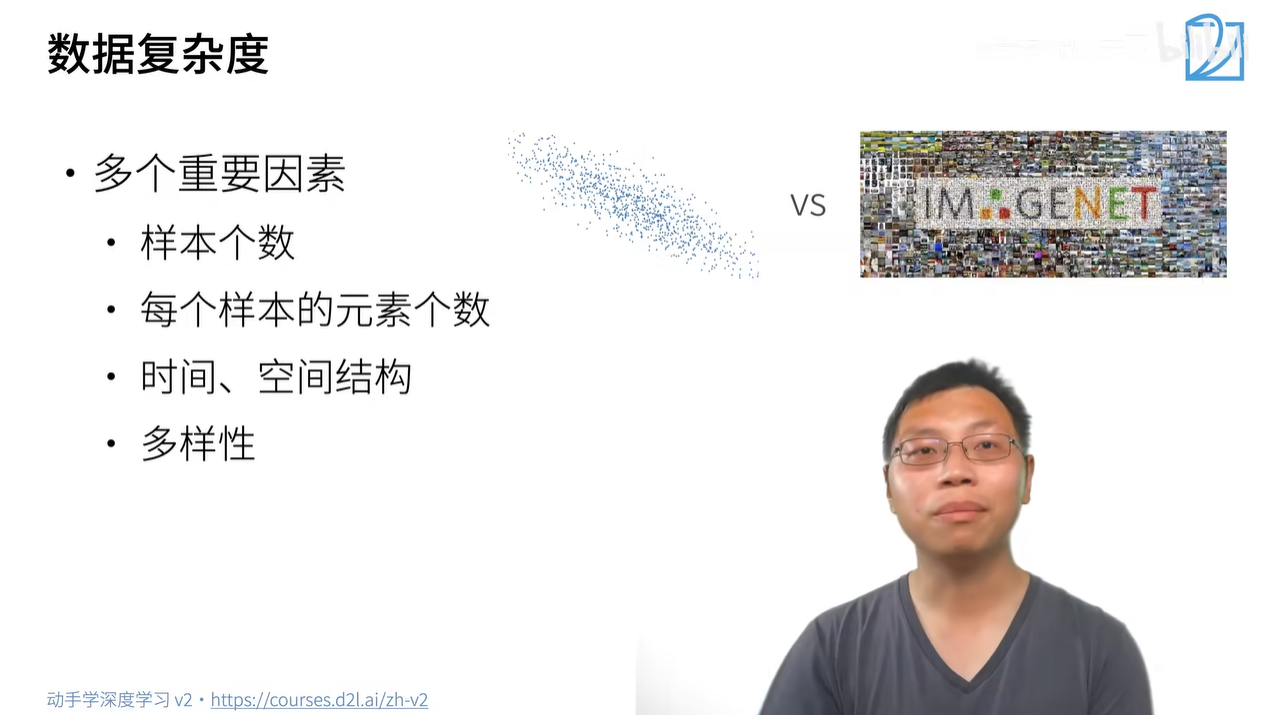 数据复杂度
bilibili
• 多个重要因素
• 样本个数
• 每个样本的元素个数
• 时间、空间结构
• 多样性
VS
IMAGENET
动手学深度学习 v2 • https://courses.d2l.ai/zh-v2